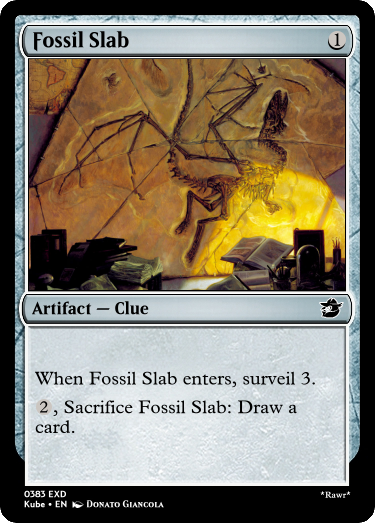 Fossil Slab 1
Artifact — Clue
When Fossil Slab enters, surveil 3.
2, Sacrifice Fossil Slab: Draw a
card.
0383 EXD
Kube • EN Donato Giancola
*Rawr*